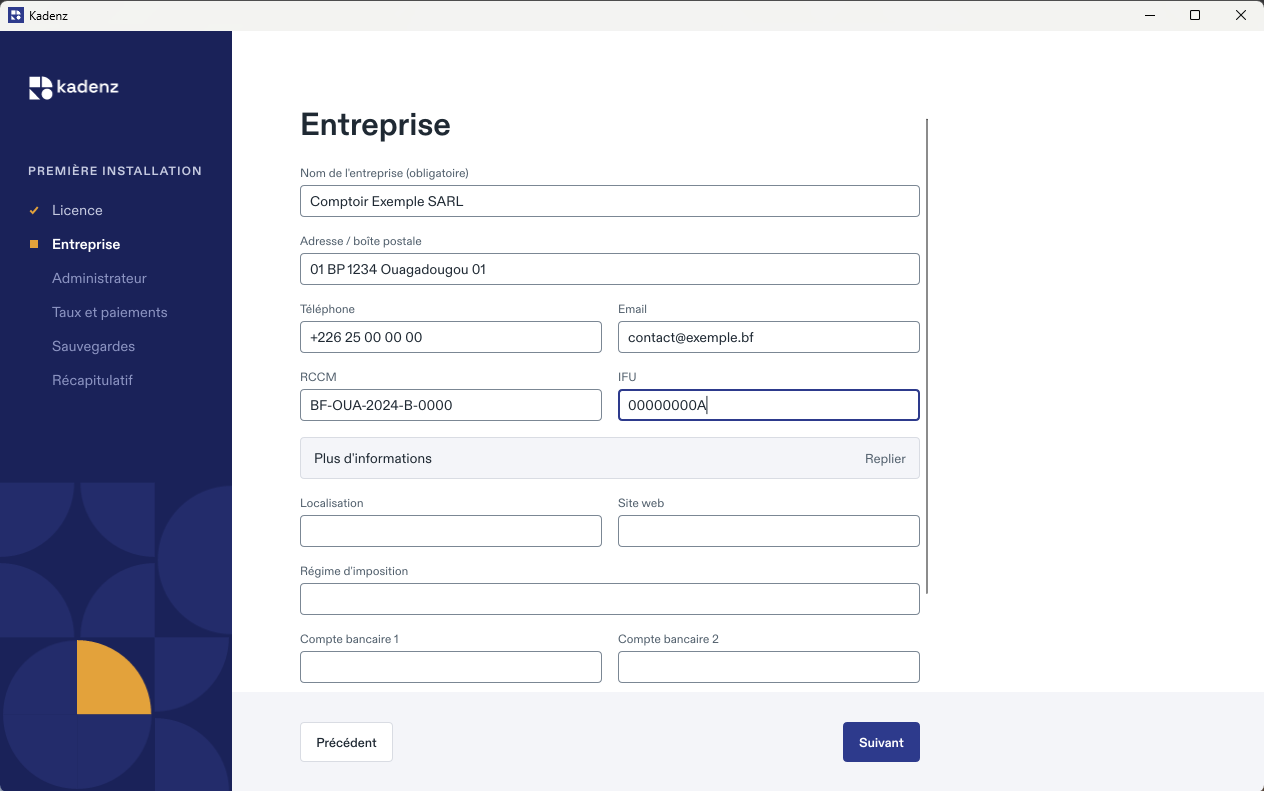 Kadenz
kadenz
PREMIÈRE INSTALLATION
Licence
Entreprise
Administrateur
Taux et paiements
Sauvegardes
Récapitulatif
Entreprise
Nom de l'entreprise (obligatoire)
Comptoir Exemple SARL
Adresse / boîte postale
01 BP 1234 Ouagadougou 01
Téléphone
Email
+226 25 00 00 00
contact@exemple.bf
RCCM
IFU
BF-OUA-2024-B-0000
00000000A
Plus d'informations
Replier
Localisation
Site web
Régime d'imposition
Compte bancaire 1
Compte bancaire 2
Précédent
Suivant